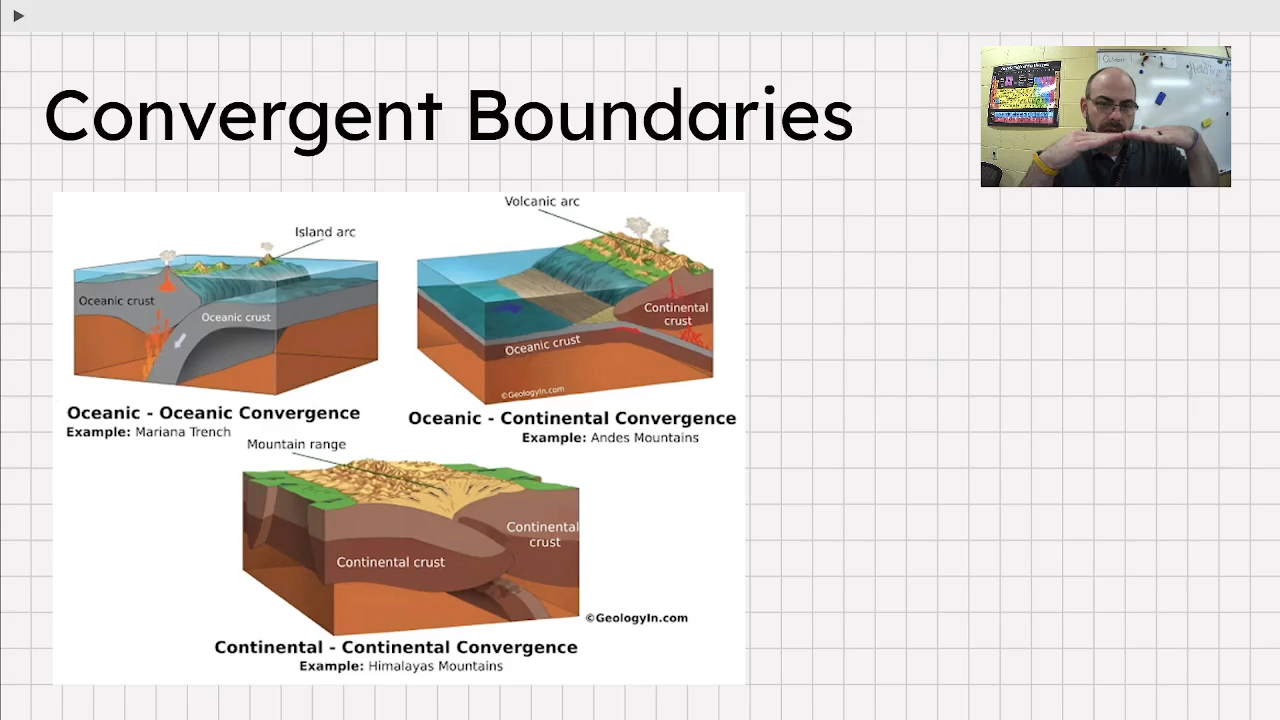 Convergent Boundaries
Volcanic arc
Island arc
Oceanic crust
Oceanic crust
Continental
crust
Oceanic crust
©GeologyIn.com
Oceanic - Oceanic Convergence
Example: Mariana Trench
Oceanic - Continental Convergence
Example: Andes Mountains
Mountain range
Continental
crust
Continental crust
©GeologyIn.com
Continental - Continental Convergence
Example: Himalayas Mountains